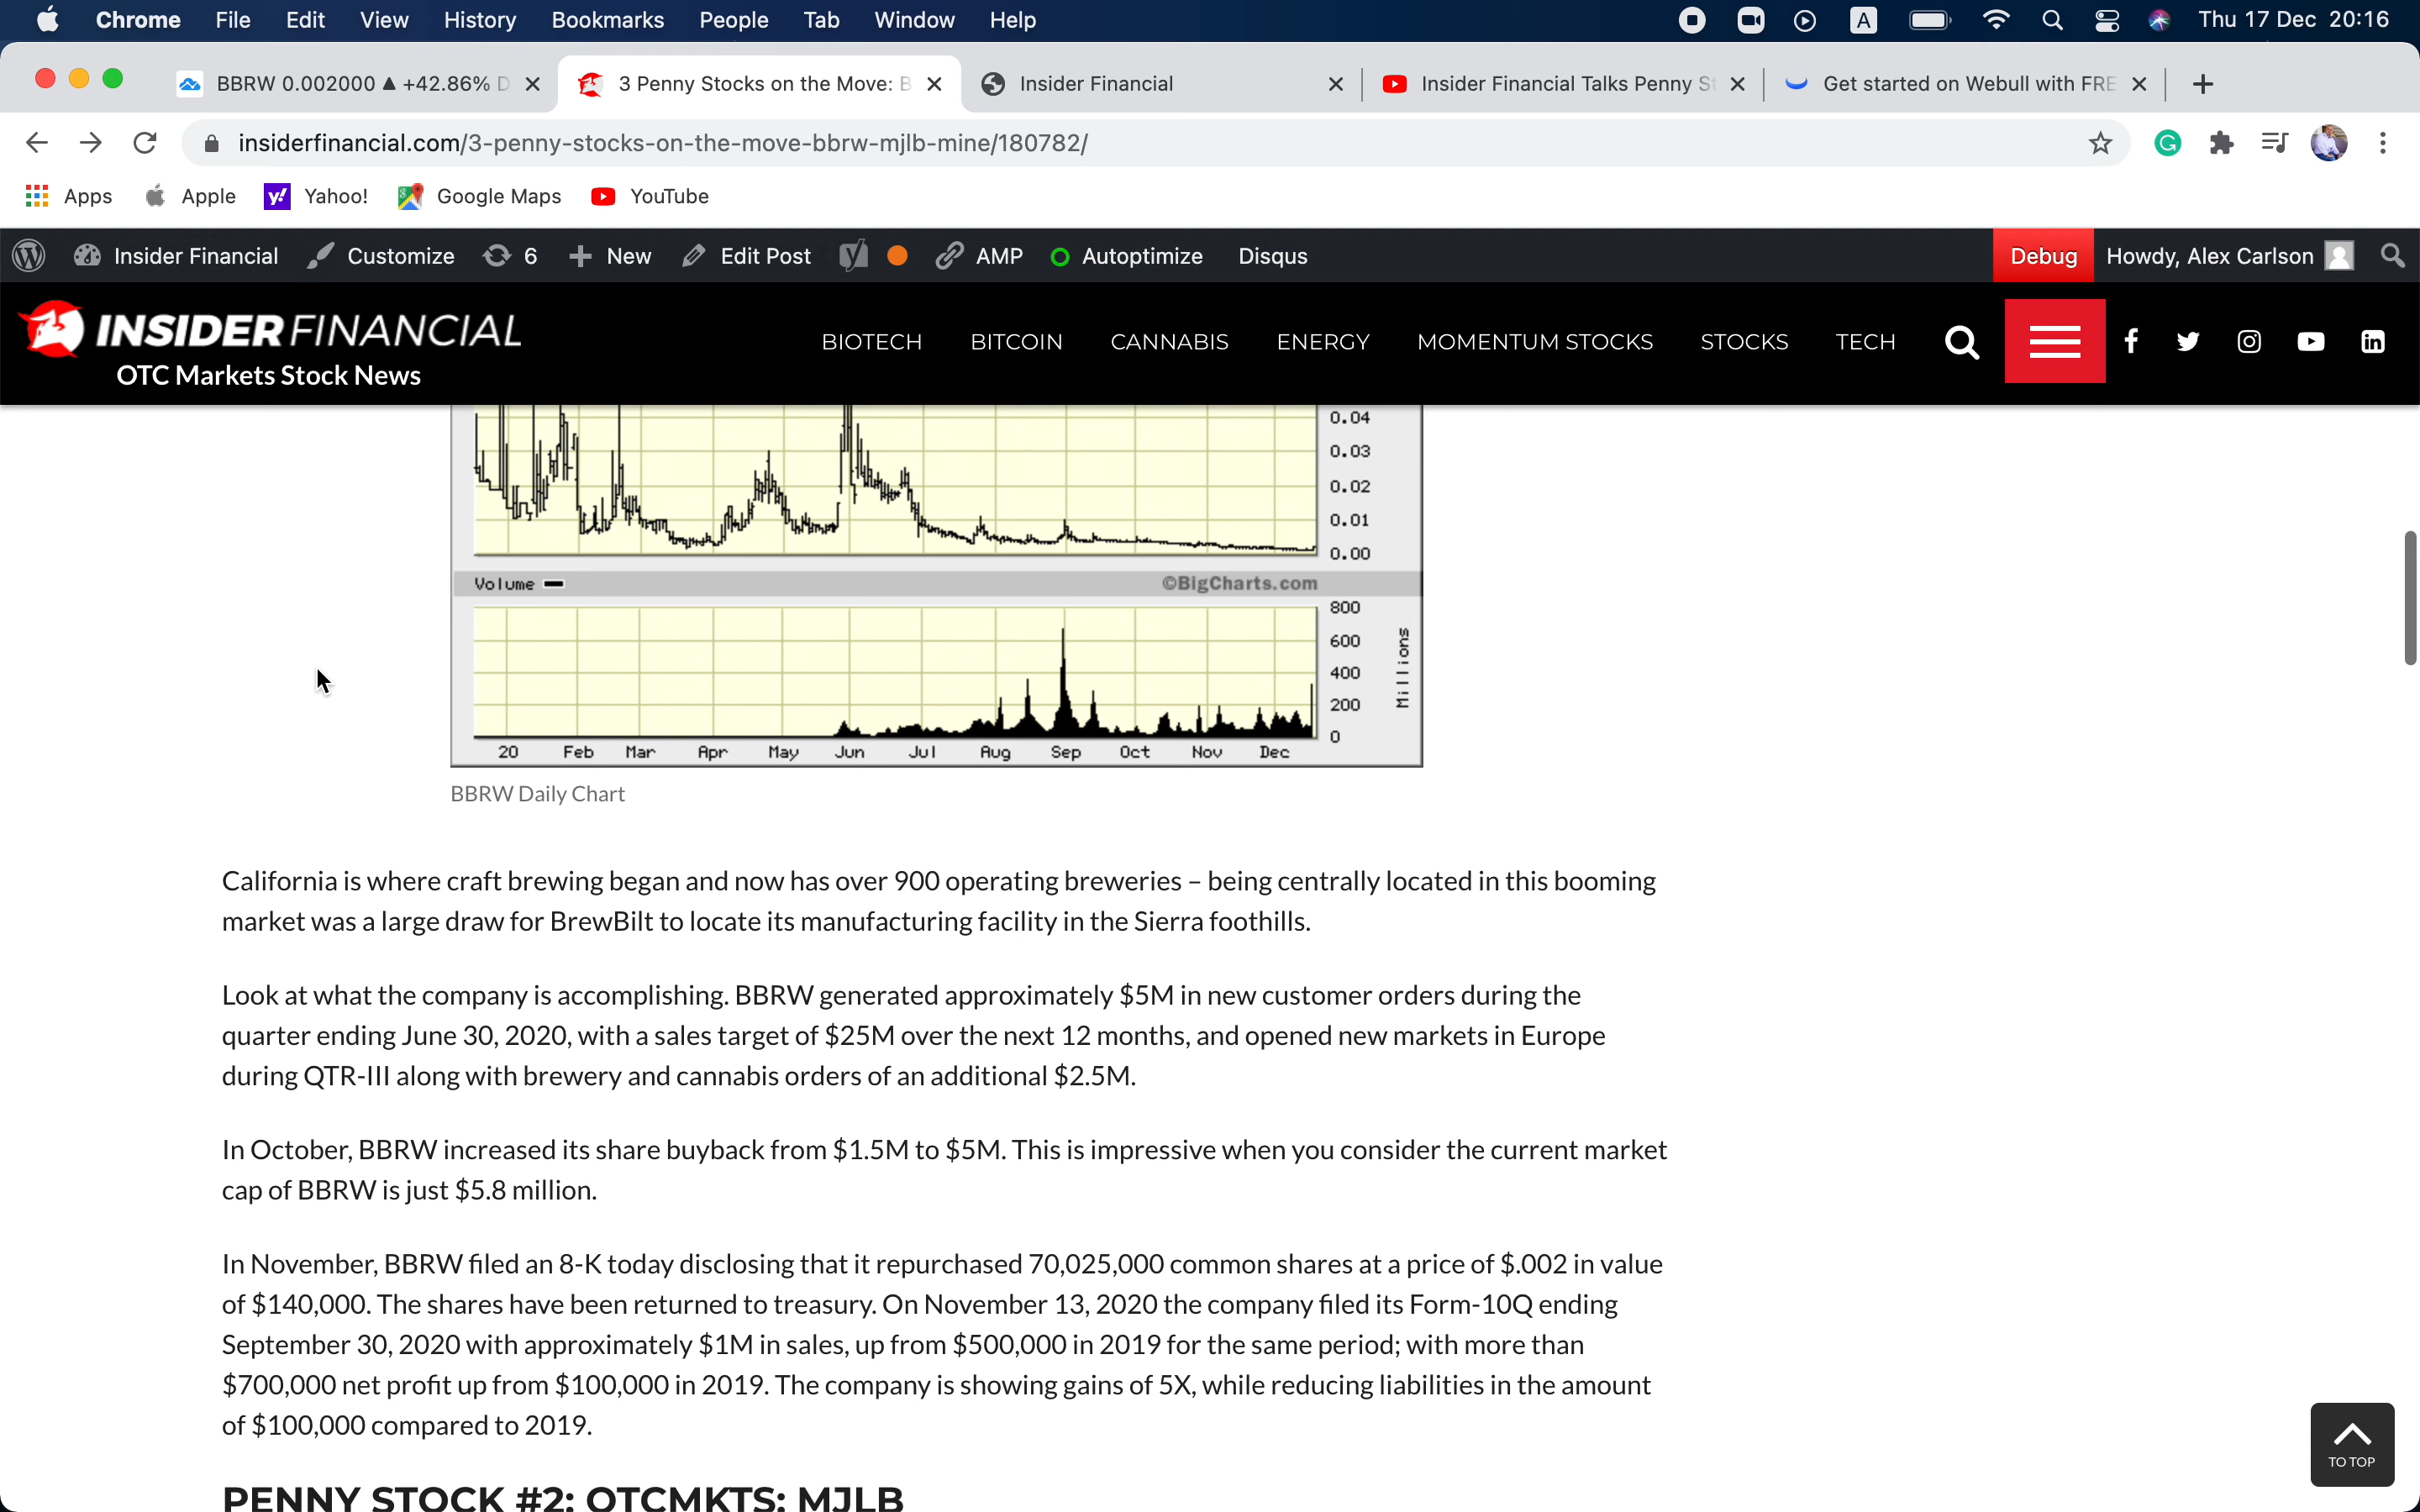 Chrome File Edit View History Bookmarks People Tab Window Help A Thu 17 Dec 20:16
BBRW 0.002000 ▲ +42.86% D 3 Penny Stocks on the Move: B Insider Financial Insider Financial Talks Penny St Get started on Webull with FRE
insiderfinancial.com/3-penny-stocks-on-the-move-bbrw-mjlb-mine/180782/
Apps Apple Yahoo! Google Maps YouTube
Insider Financial Customize 6 New Edit Post AMP Autoptimize Disqus Debug Howdy, Alex Carlson
INSIDER FINANCIAL
OTC Markets Stock News
BIOTECH BITCOIN CANNABIS ENERGY MOMENTUM STOCKS STOCKS TECH
0.04
0.03
0.02
0.01
0.00
Volume ©BigCharts.com
800
600
400
200
0
Millions
20 Feb Mar Apr May Jun Jul Aug Sep Oct Nov Dec
BBRW Daily Chart
California is where craft brewing began and now has over 900 operating breweries – being centrally located in this booming
market was a large draw for BrewBilt to locate its manufacturing facility in the Sierra foothills.
Look at what the company is accomplishing. BBRW generated approximately $5M in new customer orders during the
quarter ending June 30, 2020, with a sales target of $25M over the next 12 months, and opened new markets in Europe
during QTR-III along with brewery and cannabis orders of an additional $2.5M.
In October, BBRW increased its share buyback from $1.5M to $5M. This is impressive when you consider the current market
cap of BBRW is just $5.8 million.
In November, BBRW filed an 8-K today disclosing that it repurchased 70,025,000 common shares at a price of $.002 in value
of $140,000. The shares have been returned to treasury. On November 13, 2020 the company filed its Form-10Q ending
September 30, 2020 with approximately $1M in sales, up from $500,000 in 2019 for the same period; with more than
$700,000 net profit up from $100,000 in 2019. The company is showing gains of 5X, while reducing liabilities in the amount
of $100,000 compared to 2019.
TO TOP
PENNY STOCK #2: OTCMKTS: MJLB